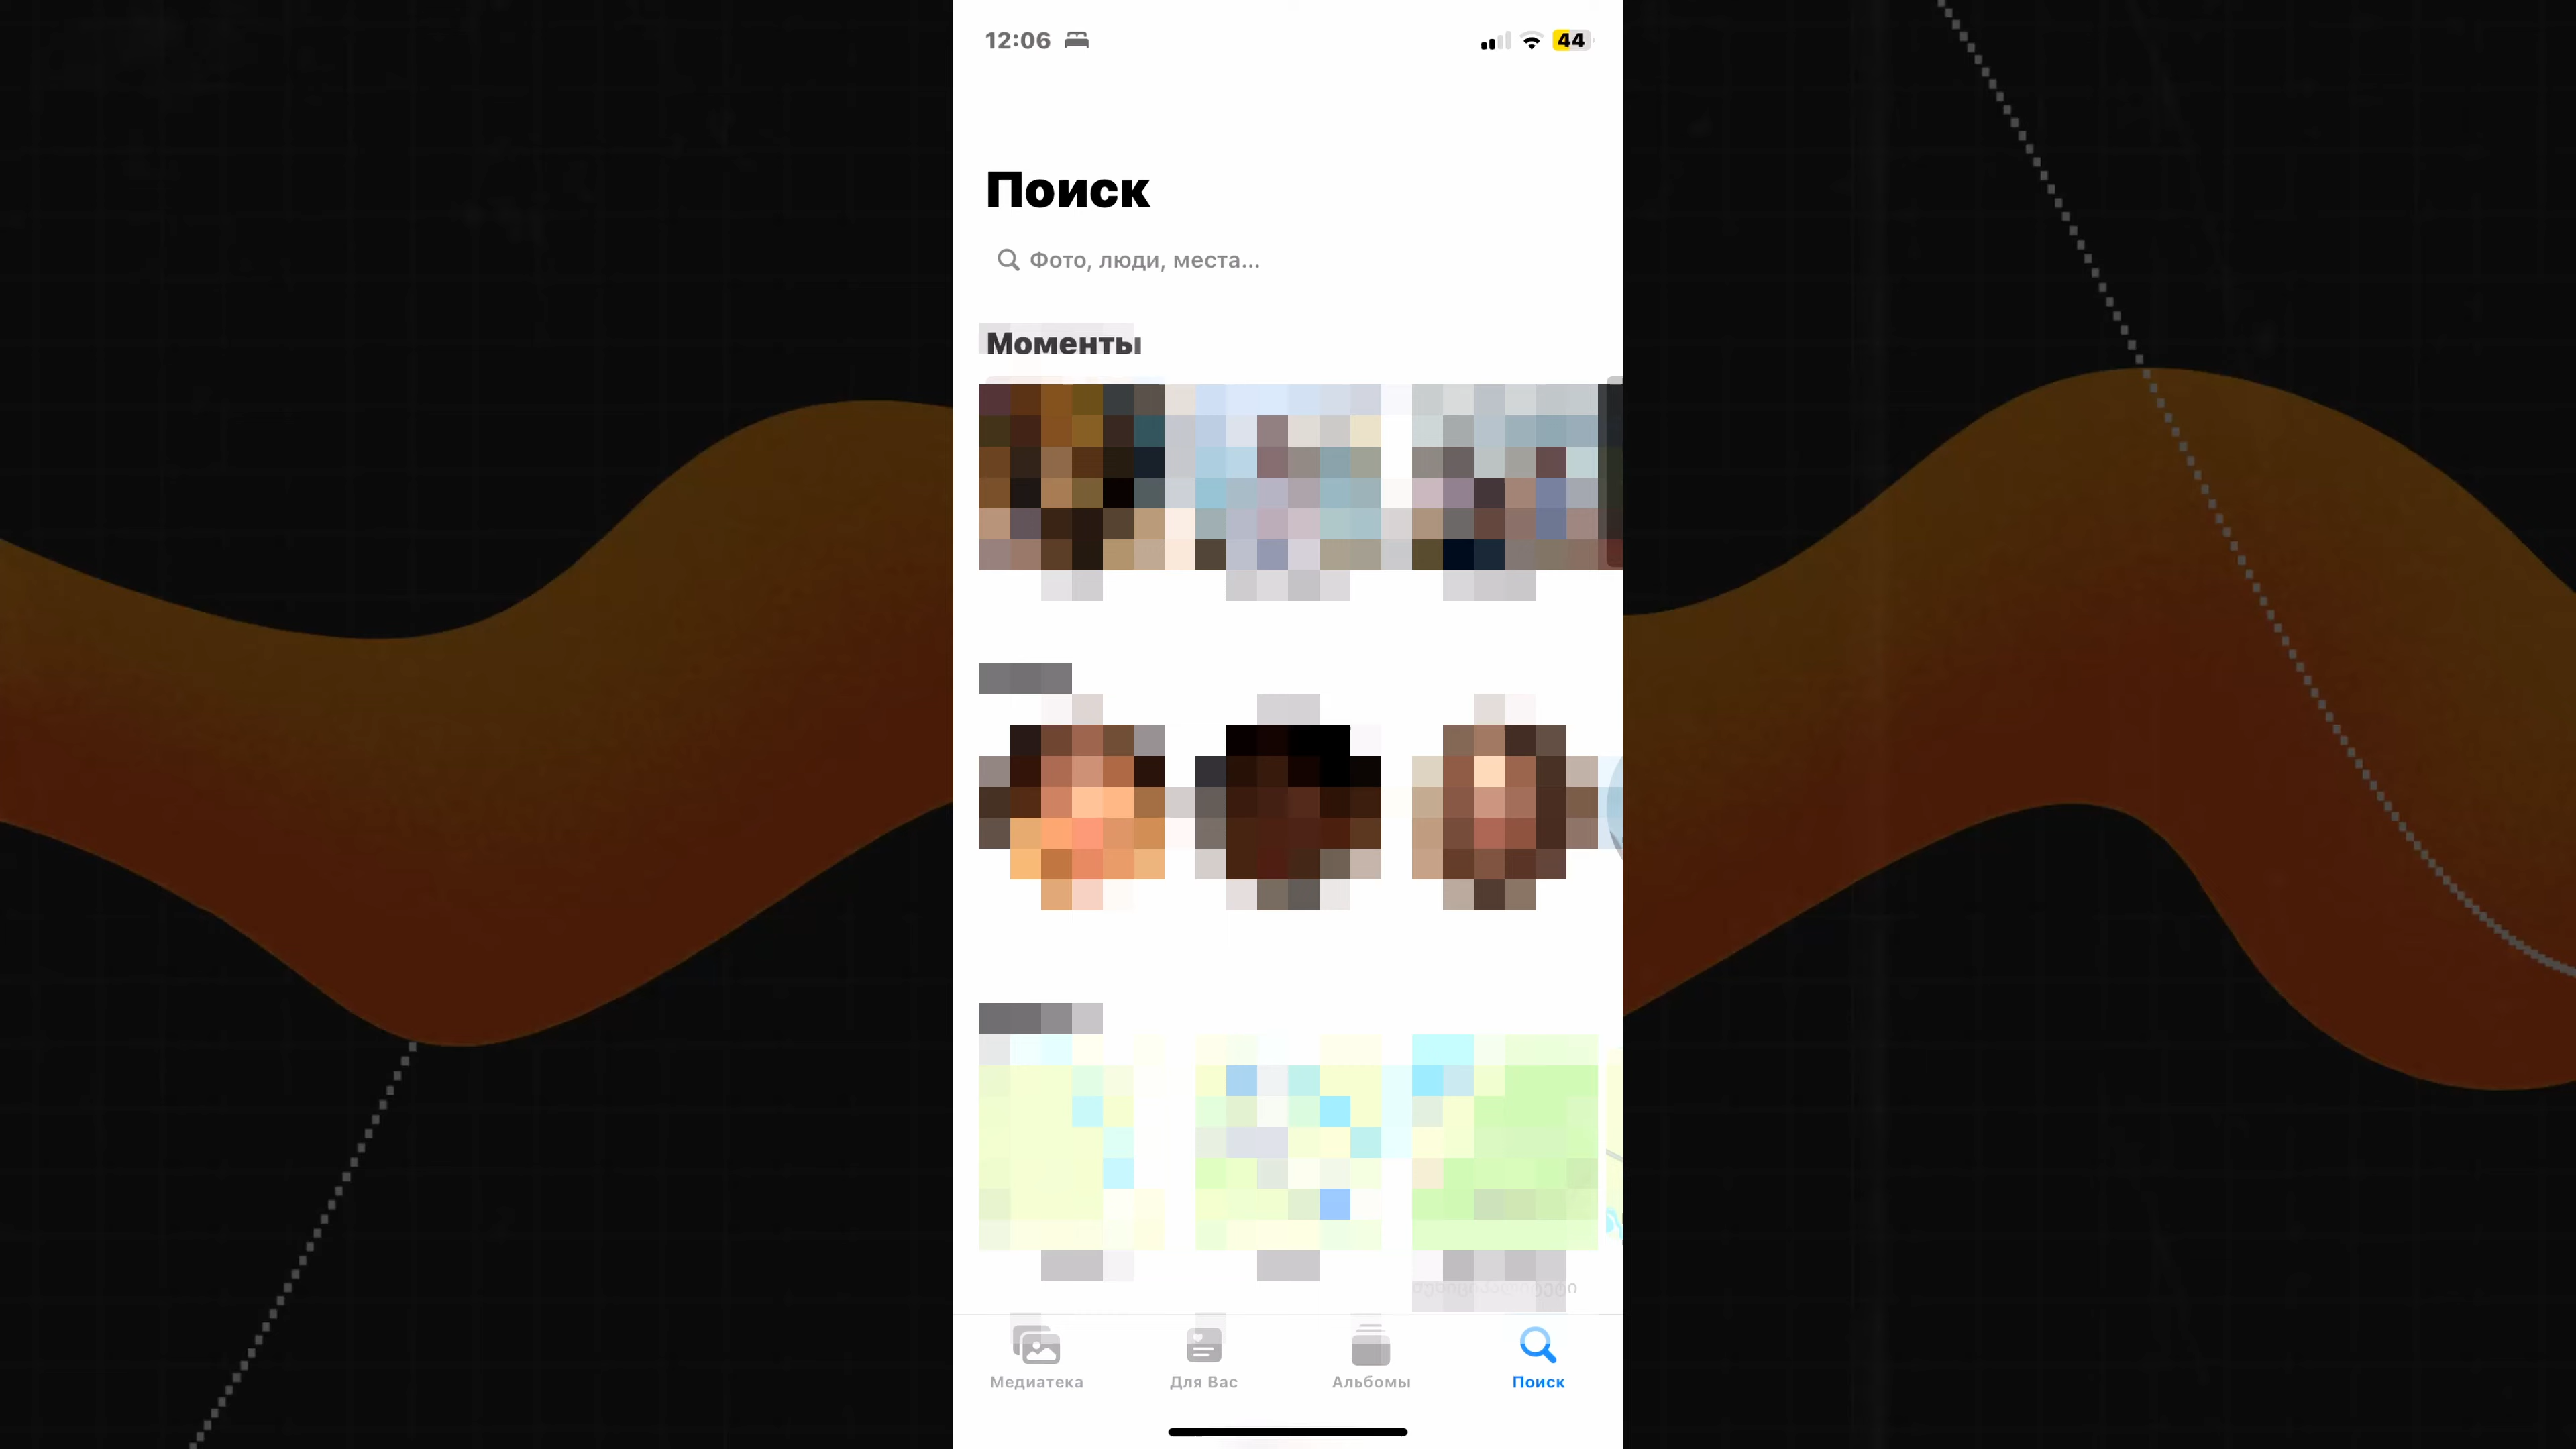 12:06
44
Поиск
Фото, люди, места...
Моменты
Медиатека
Для Вас
Альбомы
Поиск